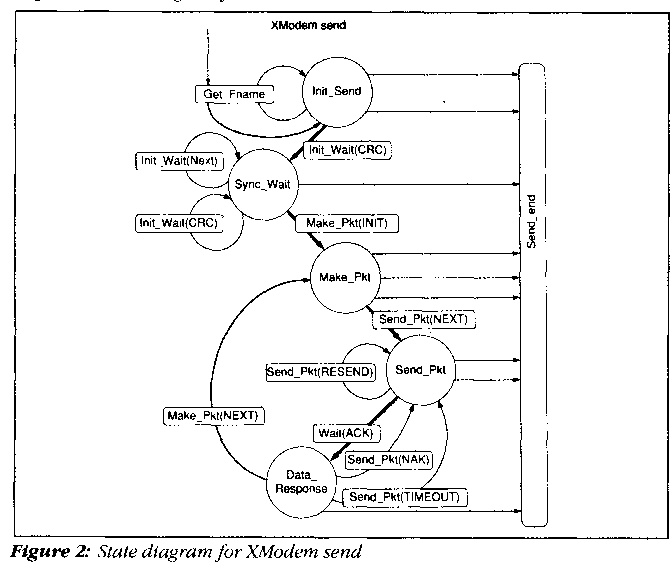 XModem send
Get_Fname
Init_Send
Init_Wait(CRC)
Init_Wait(Next)
Sync_Wait
Init_Wait(CRC)
Make_Pkt(INIT)
Send_end
Make_Pkt
Send_Pkt(NEXT)
Send_Pkt(RESEND)
Send_Pkt
Make_Pkt(NEXT)
Wait(ACK)
Send_Pkt(NAK)
Data_
Response
Send_Pkt(TIMEOUT)
Figure 2: State diagram for XModem send